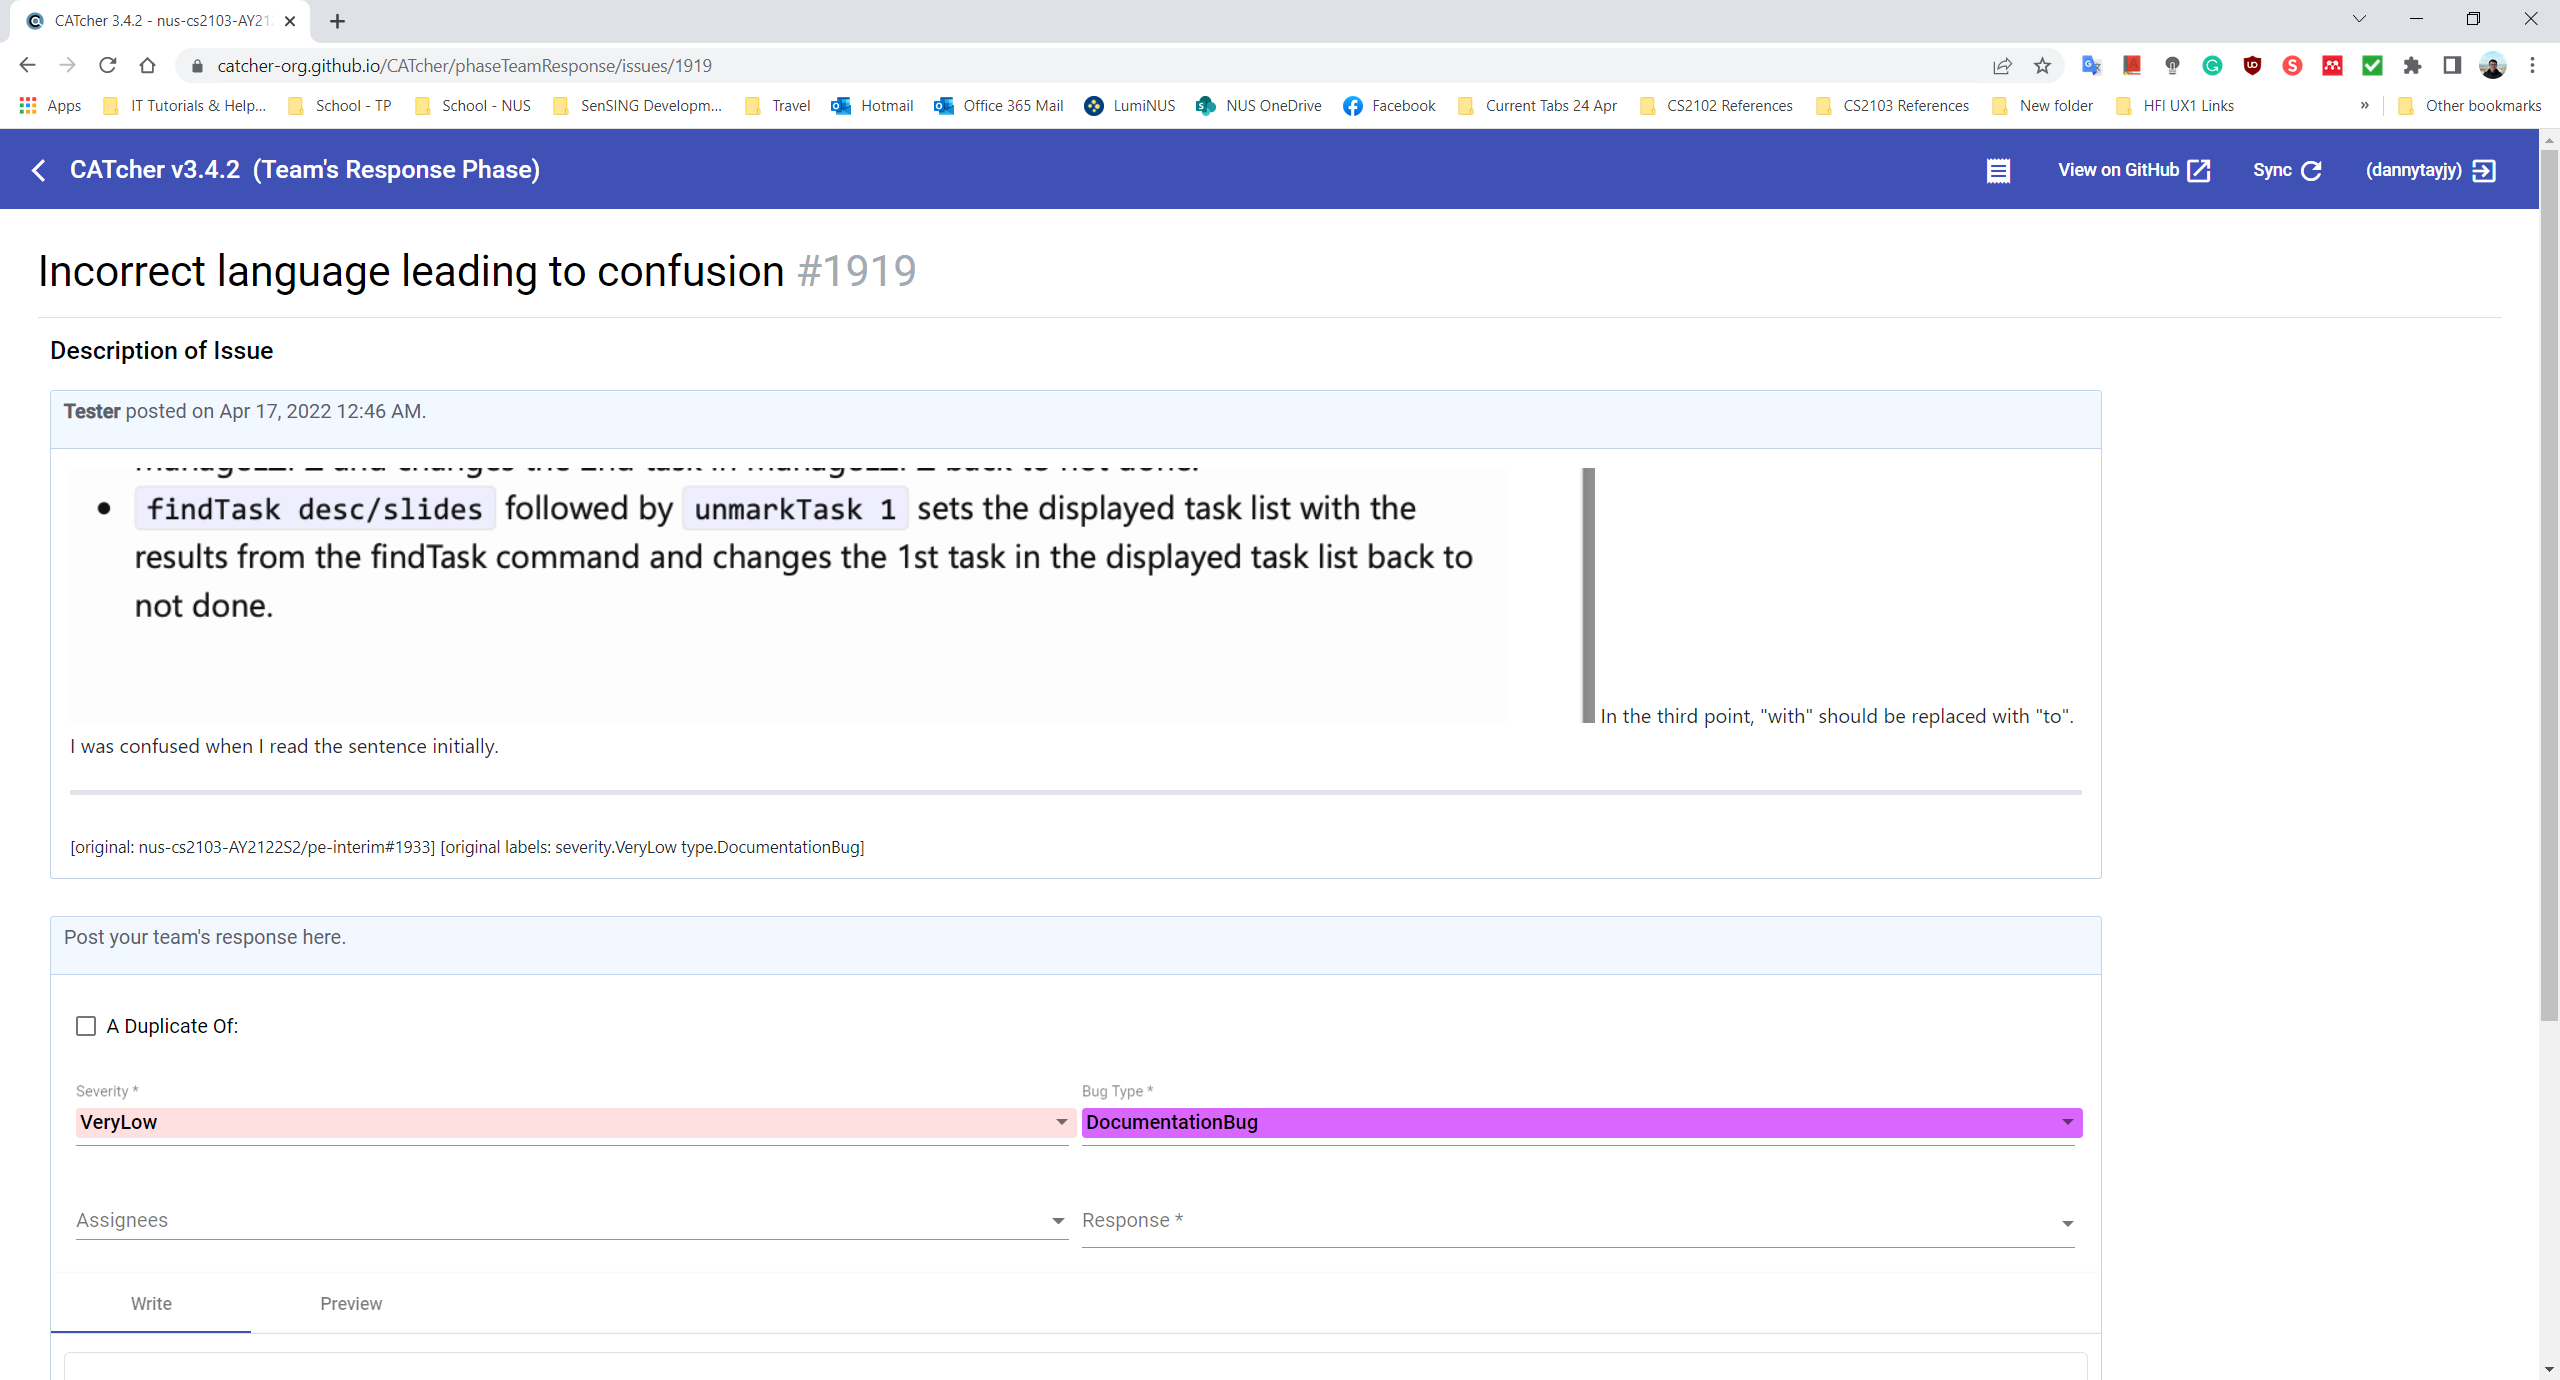 CATcher 3.4.2 - nus-cs2103-AY21
catcher-org.github.io/CATcher/phaseTeamResponse/issues/1919
Apps IT Tutorials & Help... School - TP School - NUS SenSING Developm... Travel Hotmail Office 365 Mail LumiNUS NUS OneDrive Facebook Current Tabs 24 Apr CS2102 References CS2103 References New folder HFI UX1 Links » Other bookmarks
CATcher v3.4.2 (Team's Response Phase) View on GitHub Sync (dannytayjy)
Incorrect language leading to confusion #1919
Description of Issue
Tester posted on Apr 17, 2022 12:46 AM.
• findTask desc/slides followed by unmarkTask 1 sets the displayed task list with the
results from the findTask command and changes the 1st task in the displayed task list back to
not done.
In the third point, "with" should be replaced with "to".
I was confused when I read the sentence initially.
[original: nus-cs2103-AY2122S2/pe-interim#1933] [original labels: severity.VeryLow type.DocumentationBug]
Post your team's response here.
A Duplicate Of:
Severity * Bug Type *
VeryLow DocumentationBug
Assignees Response *
Write Preview